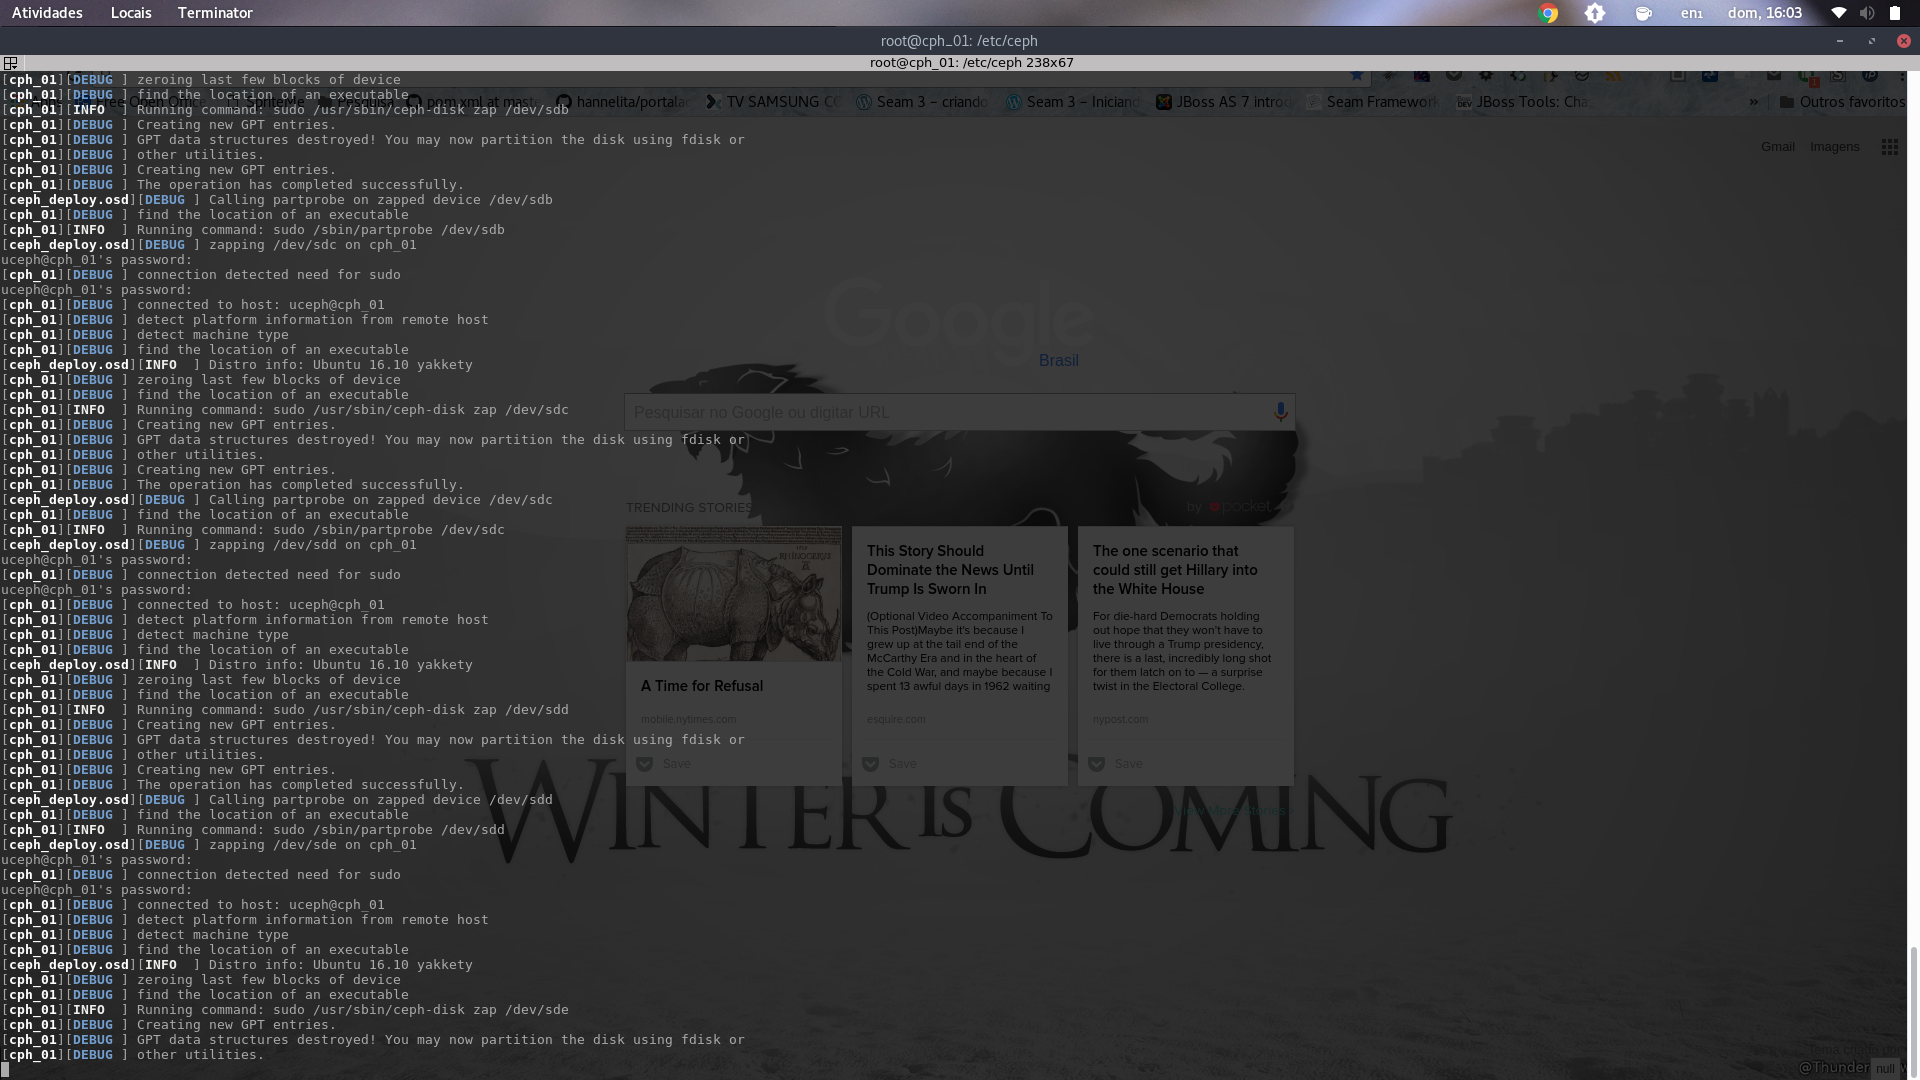 Atividades Locais Terminator en₁ dom, 16:03
root@cph_01: /etc/ceph
root@cph_01: /etc/ceph 238x67
[cph_01][DEBUG ] zeroing last few blocks of device
[cph_01][DEBUG ] find the location of an executable
Free Open Office SpriteMe Pesquisa pom.xml at mast hannelita/portala TV SAMSUNG Seam 3 – criando Seam 3 – Iniciand JBoss AS 7 introd Seam Framework JBoss Tools: Cha » Outros favoritos
[cph_01][INFO  ] Running command: sudo /usr/sbin/ceph-disk zap /dev/sdb
[cph_01][DEBUG ] Creating new GPT entries.
[cph_01][DEBUG ] GPT data structures destroyed! You may now partition the disk using fdisk or
Gmail Imagens
[cph_01][DEBUG ] other utilities.
[cph_01][DEBUG ] Creating new GPT entries.
[cph_01][DEBUG ] The operation has completed successfully.
[ceph_deploy.osd][DEBUG ] Calling partprobe on zapped device /dev/sdb
[cph_01][DEBUG ] find the location of an executable
[cph_01][INFO  ] Running command: sudo /sbin/partprobe /dev/sdb
[ceph_deploy.osd][DEBUG ] zapping /dev/sdc on cph_01
uceph@cph_01's password:
[cph_01][DEBUG ] connection detected need for sudo
uceph@cph_01's password:
[cph_01][DEBUG ] connected to host: uceph@cph_01
[cph_01][DEBUG ] detect platform information from remote host
Google
[cph_01][DEBUG ] detect machine type
[cph_01][DEBUG ] find the location of an executable
Brasil
[ceph_deploy.osd][INFO  ] Distro info: Ubuntu 16.10 yakkety
[cph_01][DEBUG ] zeroing last few blocks of device
[cph_01][DEBUG ] find the location of an executable
[cph_01][INFO  ] Running command: sudo /usr/sbin/ceph-disk zap /dev/sdc
Pesquisar no Google ou digitar URL
[cph_01][DEBUG ] Creating new GPT entries.
[cph_01][DEBUG ] GPT data structures destroyed! You may now partition the disk using fdisk or
[cph_01][DEBUG ] other utilities.
[cph_01][DEBUG ] Creating new GPT entries.
[cph_01][DEBUG ] The operation has completed successfully.
[ceph_deploy.osd][DEBUG ] Calling partprobe on zapped device /dev/sdc
[cph_01][DEBUG ] find the location of an executable
[cph_01][INFO  ] Running command: sudo /sbin/partprobe /dev/sdc
[ceph_deploy.osd][DEBUG ] zapping /dev/sdd on cph_01
uceph@cph_01's password:
[cph_01][DEBUG ] connection detected need for sudo
uceph@cph_01's password:
[cph_01][DEBUG ] connected to host: uceph@cph_01
[cph_01][DEBUG ] detect platform information from remote host
[cph_01][DEBUG ] detect machine type
[cph_01][DEBUG ] find the location of an executable
[ceph_deploy.osd][INFO  ] Distro info: Ubuntu 16.10 yakkety
[cph_01][DEBUG ] zeroing last few blocks of device
[cph_01][DEBUG ] find the location of an executable
[cph_01][INFO  ] Running command: sudo /usr/sbin/ceph-disk zap /dev/sdd
[cph_01][DEBUG ] Creating new GPT entries.
[cph_01][DEBUG ] GPT data structures destroyed! You may now partition the disk using fdisk or
[cph_01][DEBUG ] other utilities.
[cph_01][DEBUG ] Creating new GPT entries.
[cph_01][DEBUG ] The operation has completed successfully.
[ceph_deploy.osd][DEBUG ] Calling partprobe on zapped device /dev/sdd
[cph_01][DEBUG ] find the location of an executable
[cph_01][INFO  ] Running command: sudo /sbin/partprobe /dev/sdd
[ceph_deploy.osd][DEBUG ] zapping /dev/sde on cph_01
uceph@cph_01's password:
[cph_01][DEBUG ] connection detected need for sudo
uceph@cph_01's password:
[cph_01][DEBUG ] connected to host: uceph@cph_01
[cph_01][DEBUG ] detect platform information from remote host
[cph_01][DEBUG ] detect machine type
[cph_01][DEBUG ] find the location of an executable
[ceph_deploy.osd][INFO  ] Distro info: Ubuntu 16.10 yakkety
[cph_01][DEBUG ] zeroing last few blocks of device
[cph_01][DEBUG ] find the location of an executable
[cph_01][INFO  ] Running command: sudo /usr/sbin/ceph-disk zap /dev/sde
[cph_01][DEBUG ] Creating new GPT entries.
[cph_01][DEBUG ] GPT data structures destroyed! You may now partition the disk using fdisk or
[cph_01][DEBUG ] other utilities.
TRENDING STORIES
by pocket
RHINOCERVS
A Time for Refusal
mobile.nytimes.com
Save
This Story Should
Dominate the News Until
Trump Is Sworn In
(Optional Video Accompaniment To
This Post)Maybe it's because I
grew up at the tail end of the
McCarthy Era and in the heart of
the Cold War, and maybe because I
spent 13 awful days in 1962 waiting
esquire.com
Save
The one scenario that
could still get Hillary into
the White House
For die-hard Democrats holding
out hope that they won't have to
live through a Trump presidency,
there is a last, incredibly long shot
for them latch on to — a surprise
twist in the Electoral College.
nypost.com
Save
View More Stories
WINTER IS COMING
@Thunder null